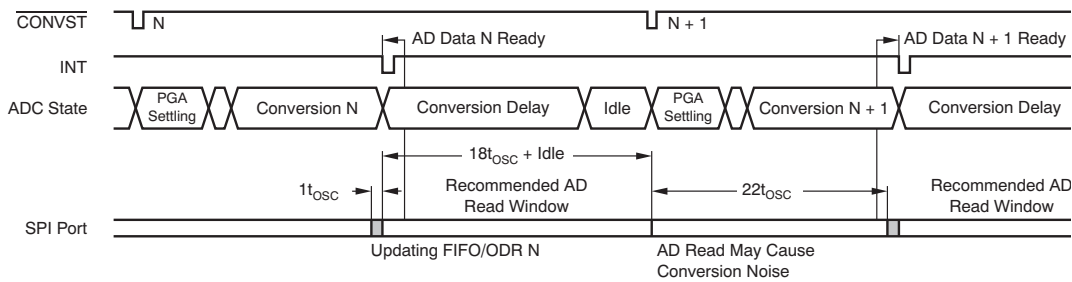 CONVST
N
N + 1
AD Data N Ready
AD Data N + 1 Ready
INT
ADC State
PGA
Settling
Conversion N
Conversion Delay
Idle
PGA
Settling
Conversion N + 1
Conversion Delay
18tOSC + Idle
1tOSC
Recommended AD
Read Window
22tOSC
Recommended AD
Read Window
SPI Port
Updating FIFO/ODR N
AD Read May Cause
Conversion Noise